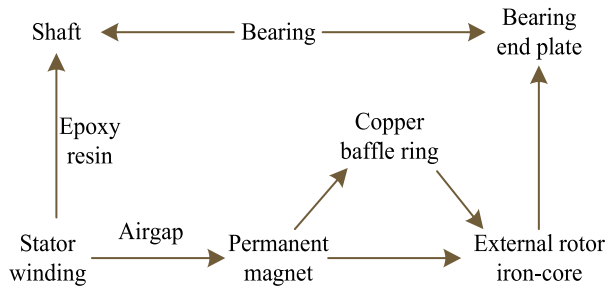 Shaft
Bearing
Bearing
end plate
Epoxy
resin
Copper
baffle ring
Stator
winding
Airgap
Permanent
magnet
External rotor
iron-core